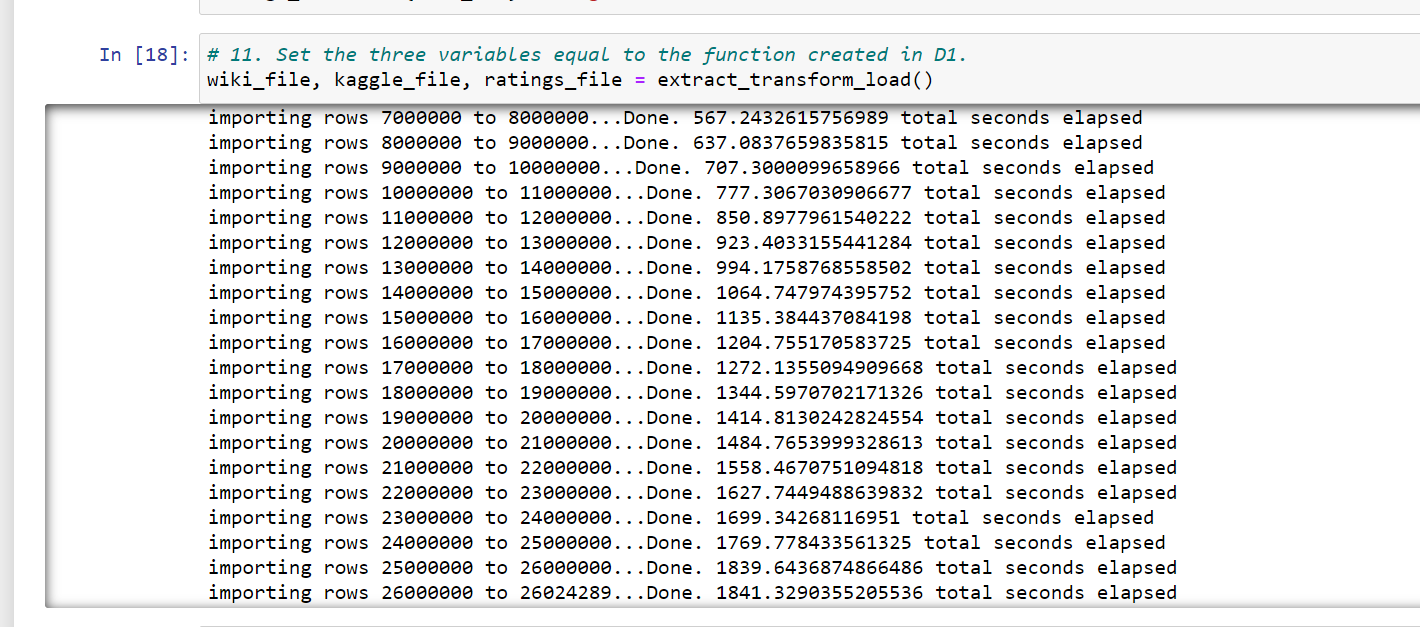 In [18]: # 11. Set the three variables equal to the function created in D1.
wiki_file, kaggle_file, ratings_file = extract_transform_load()
importing rows 7000000 to 8000000...Done. 567.2432615756989 total seconds elapsed
importing rows 8000000 to 9000000...Done. 637.0837659835815 total seconds elapsed
importing rows 9000000 to 10000000...Done. 707.3000099658966 total seconds elapsed
importing rows 10000000 to 11000000...Done. 777.3067030906677 total seconds elapsed
importing rows 11000000 to 12000000...Done. 850.8977961540222 total seconds elapsed
importing rows 12000000 to 13000000...Done. 923.4033155441284 total seconds elapsed
importing rows 13000000 to 14000000...Done. 994.1758768558502 total seconds elapsed
importing rows 14000000 to 15000000...Done. 1064.747974395752 total seconds elapsed
importing rows 15000000 to 16000000...Done. 1135.384437084198 total seconds elapsed
importing rows 16000000 to 17000000...Done. 1204.755170583725 total seconds elapsed
importing rows 17000000 to 18000000...Done. 1272.1355094909668 total seconds elapsed
importing rows 18000000 to 19000000...Done. 1344.5970702171326 total seconds elapsed
importing rows 19000000 to 20000000...Done. 1414.8130242824554 total seconds elapsed
importing rows 20000000 to 21000000...Done. 1484.7653999328613 total seconds elapsed
importing rows 21000000 to 22000000...Done. 1558.4670751094818 total seconds elapsed
importing rows 22000000 to 23000000...Done. 1627.7449488639832 total seconds elapsed
importing rows 23000000 to 24000000...Done. 1699.34268116951 total seconds elapsed
importing rows 24000000 to 25000000...Done. 1769.778433561325 total seconds elapsed
importing rows 25000000 to 26000000...Done. 1839.6436874866486 total seconds elapsed
importing rows 26000000 to 26024289...Done. 1841.3290355205536 total seconds elapsed